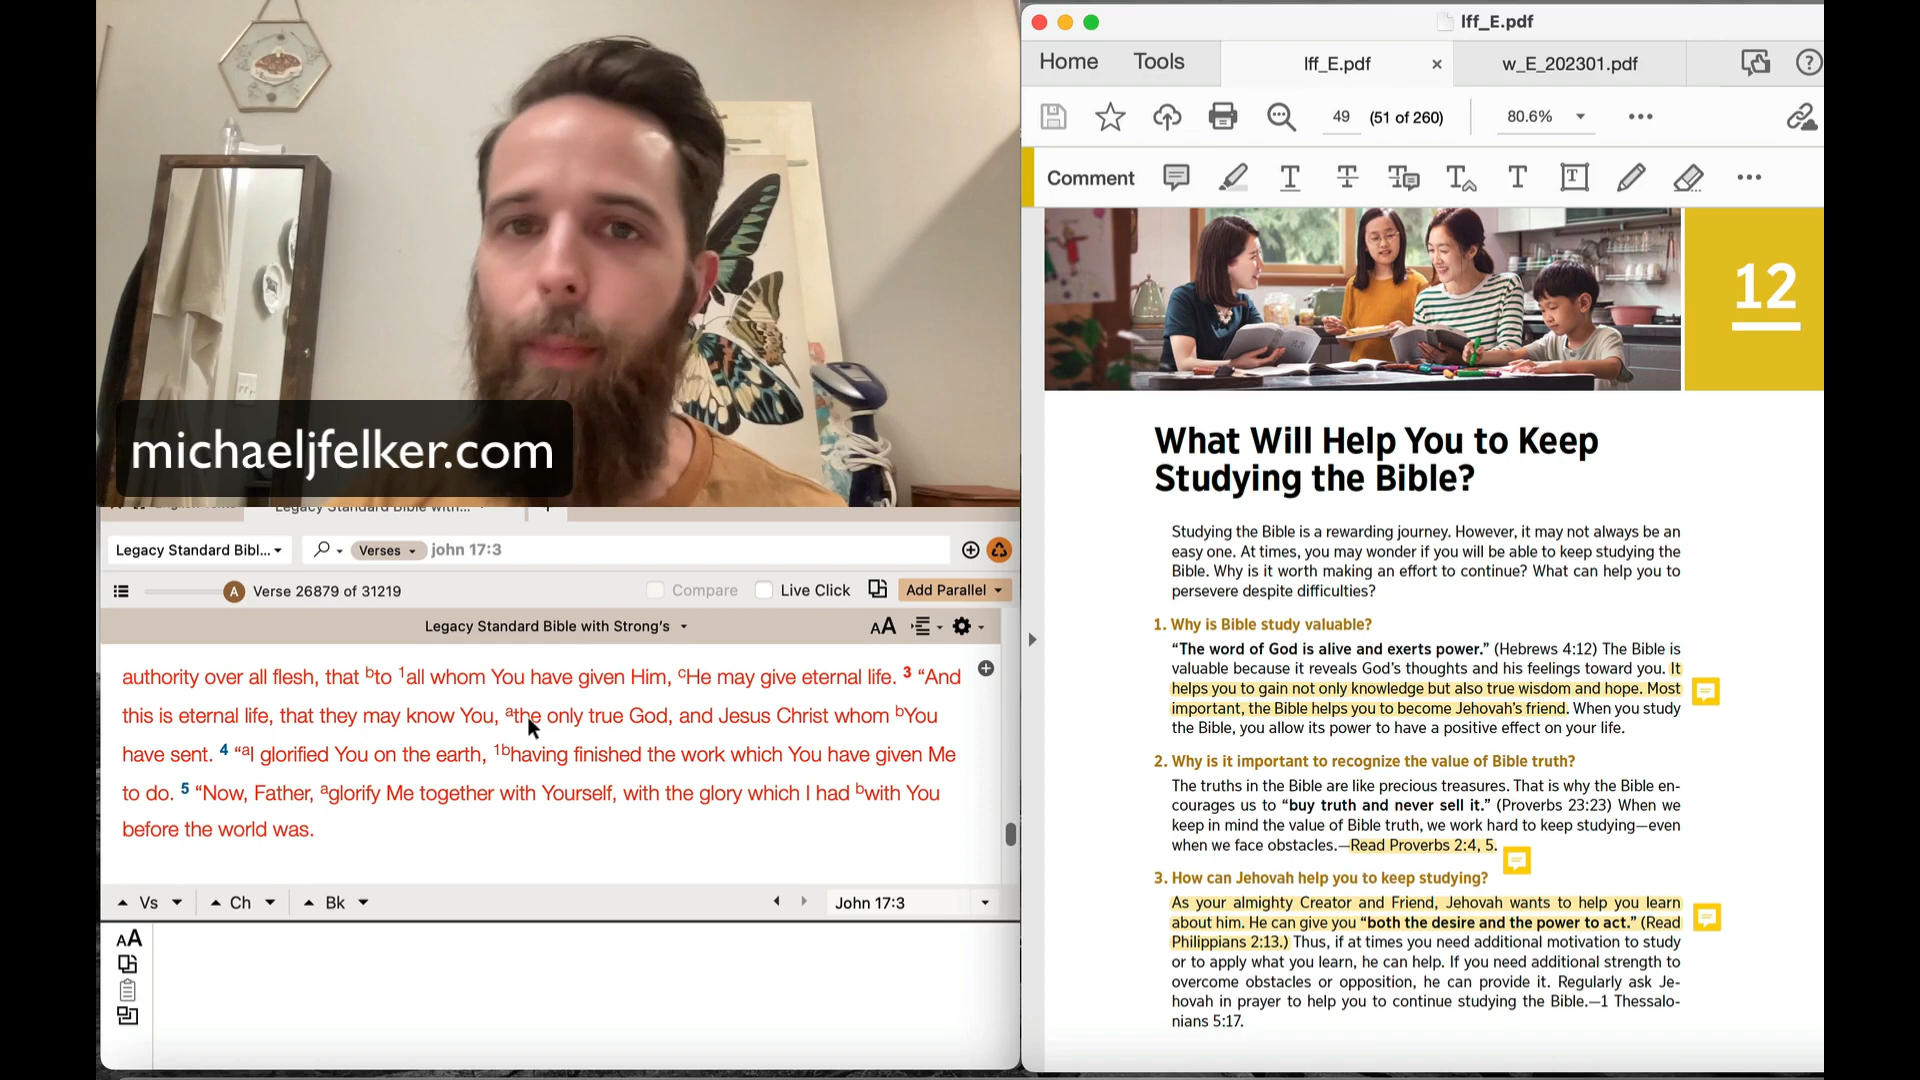 michaeljfelker.com
Legacy Standard Bible with...
Legacy Standard Bibl...
Verses
john 17:3
A
Verse 26879 of 31219
Compare
Live Click
Add Parallel
Legacy Standard Bible with Strong's
AA
authority over all flesh, that bto 1all whom You have given Him, cHe may give eternal life. 3 “And
this is eternal life, that they may know You, athe only true God, and Jesus Christ whom bYou
have sent. 4 “aI glorified You on the earth, 1bhaving finished the work which You have given Me
to do. 5 “Now, Father, aglorify Me together with Yourself, with the glory which I had bwith You
before the world was.
Vs
Ch
Bk
John 17:3
AA
lff_E.pdf
Home
Tools
lff_E.pdf
w_E_202301.pdf
49
(51 of 260)
80.6%
Comment
12
What Will Help You to Keep
Studying the Bible?
Studying the Bible is a rewarding journey. However, it may not always be an
easy one. At times, you may wonder if you will be able to keep studying the
Bible. Why is it worth making an effort to continue? What can help you to
persevere despite difficulties?
1. Why is Bible study valuable?
“The word of God is alive and exerts power.” (Hebrews 4:12) The Bible is
valuable because it reveals God’s thoughts and his feelings toward you. It
helps you to gain not only knowledge but also true wisdom and hope. Most
important, the Bible helps you to become Jehovah’s friend. When you study
the Bible, you allow its power to have a positive effect on your life.
2. Why is it important to recognize the value of Bible truth?
The truths in the Bible are like precious treasures. That is why the Bible en-
courages us to “buy truth and never sell it.” (Proverbs 23:23) When we
keep in mind the value of Bible truth, we work hard to keep studying—even
when we face obstacles.—Read Proverbs 2:4, 5.
3. How can Jehovah help you to keep studying?
As your almighty Creator and Friend, Jehovah wants to help you learn
about him. He can give you “both the desire and the power to act.” (Read
Philippians 2:13.) Thus, if at times you need additional motivation to study
or to apply what you learn, he can help. If you need additional strength to
overcome obstacles or opposition, he can provide it. Regularly ask Je-
hovah in prayer to help you to continue studying the Bible.—1 Thessalo-
nians 5:17.